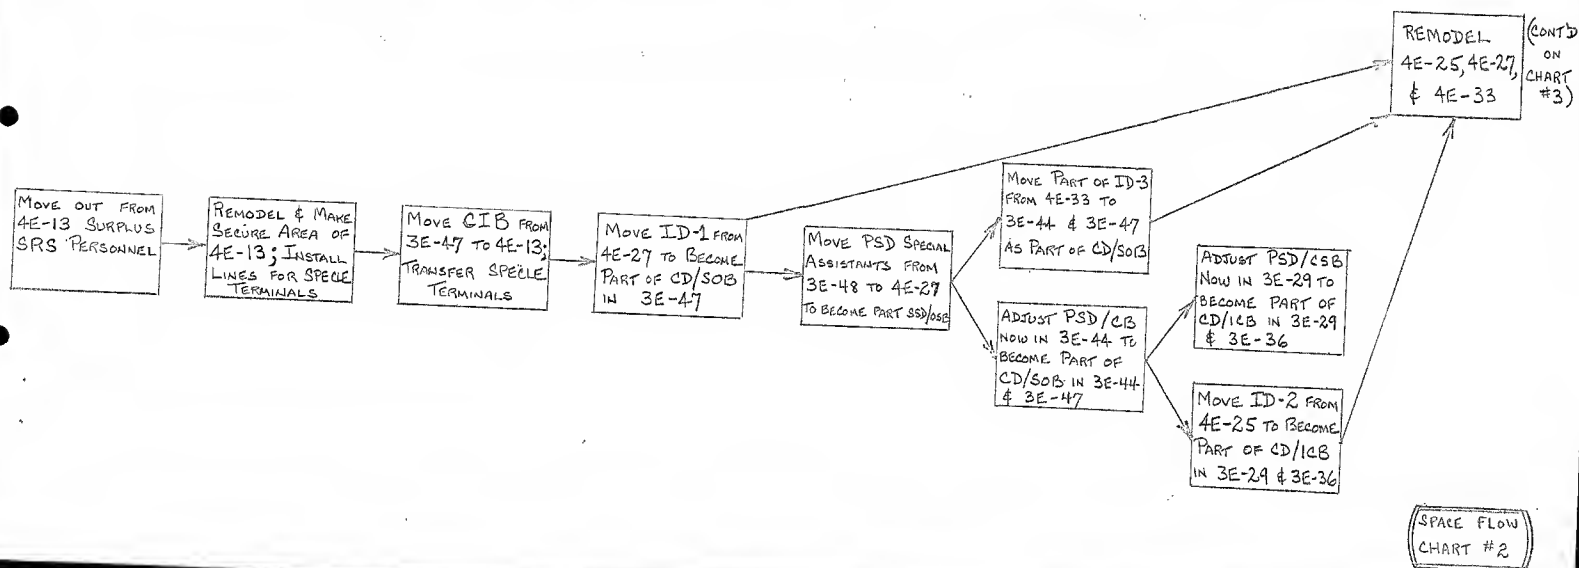 MOVE OUT FROM
4E-13 SURPLUS
SRS PERSONNEL
REMODEL & MAKE
SECURE AREA OF
4E-13; INSTALL
LINES FOR SPECLE
TERMINALS
MOVE CIB FROM
3E-47 TO 4E-13;
TRANSFER SPECLE
TERMINALS
MOVE ID-1 FROM
4E-27 TO BECOME
PART OF CD/SOB
IN 3E-47
MOVE PSD SPECIAL
ASSISTANTS FROM
3E-48 TO 4E-27
TO BECOME PART SSD/OSB
MOVE PART OF ID-3
FROM 4E-33 TO
3E-44 & 3E-47
AS PART OF CD/SOB
ADJUST PSD/CB
NOW IN 3E-44 TO
BECOME PART OF
CD/SOB IN 3E-44
& 3E-47
ADJUST PSD/CSB
NOW IN 3E-29 TO
BECOME PART OF
CD/ICB IN 3E-29
& 3E-36
MOVE ID-2 FROM
4E-25 TO BECOME
PART OF CD/ICB
IN 3E-29 & 3E-36
REMODEL
4E-25, 4E-27,
& 4E-33
(CONT'D
ON
CHART
#3)
SPACE FLOW
CHART #2